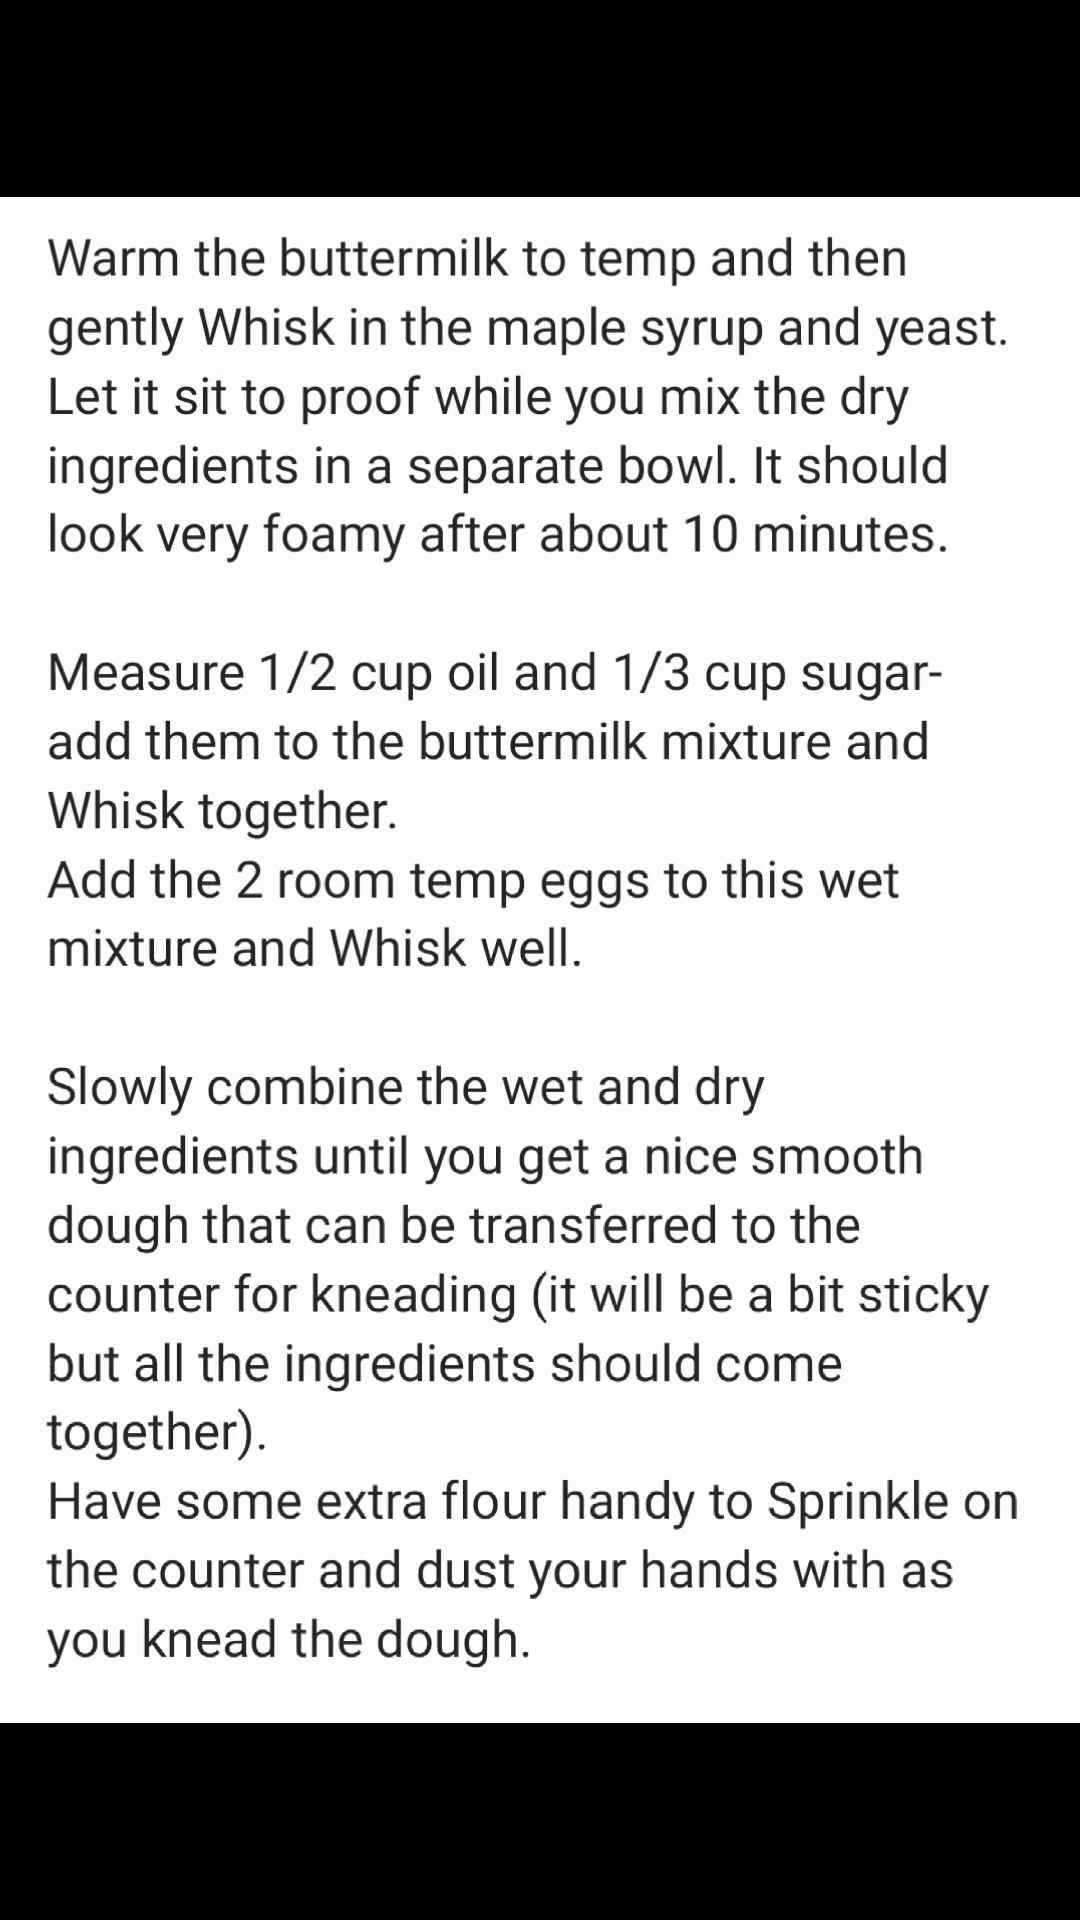 Warm the buttermilk to temp and then
gently Whisk in the maple syrup and yeast.
Let it sit to proof while you mix the dry
ingredients in a separate bowl. It should
look very foamy after about 10 minutes.
Measure 1/2 cup oil and 1/3 cup sugar-
add them to the buttermilk mixture and
Whisk together.
Add the 2 room temp eggs to this wet
mixture and Whisk well.
Slowly combine the wet and dry
ingredients until you get a nice smooth
dough that can be transferred to the
counter for kneading (it will be a bit sticky
but all the ingredients should come
together).
Have some extra flour handy to Sprinkle on
the counter and dust your hands with as
you knead the dough.